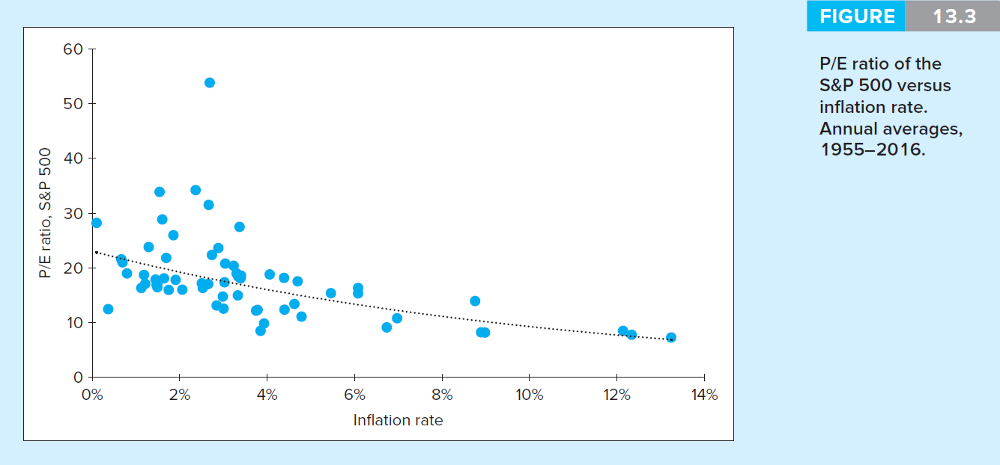 FIGURE 13.3
P/E ratio of the
S&P 500 versus
inflation rate.
Annual averages,
1955–2016.
P/E ratio, S&P 500
60
50
40
30
20
10
0
0% 2% 4% 6% 8% 10% 12% 14%
Inflation rate